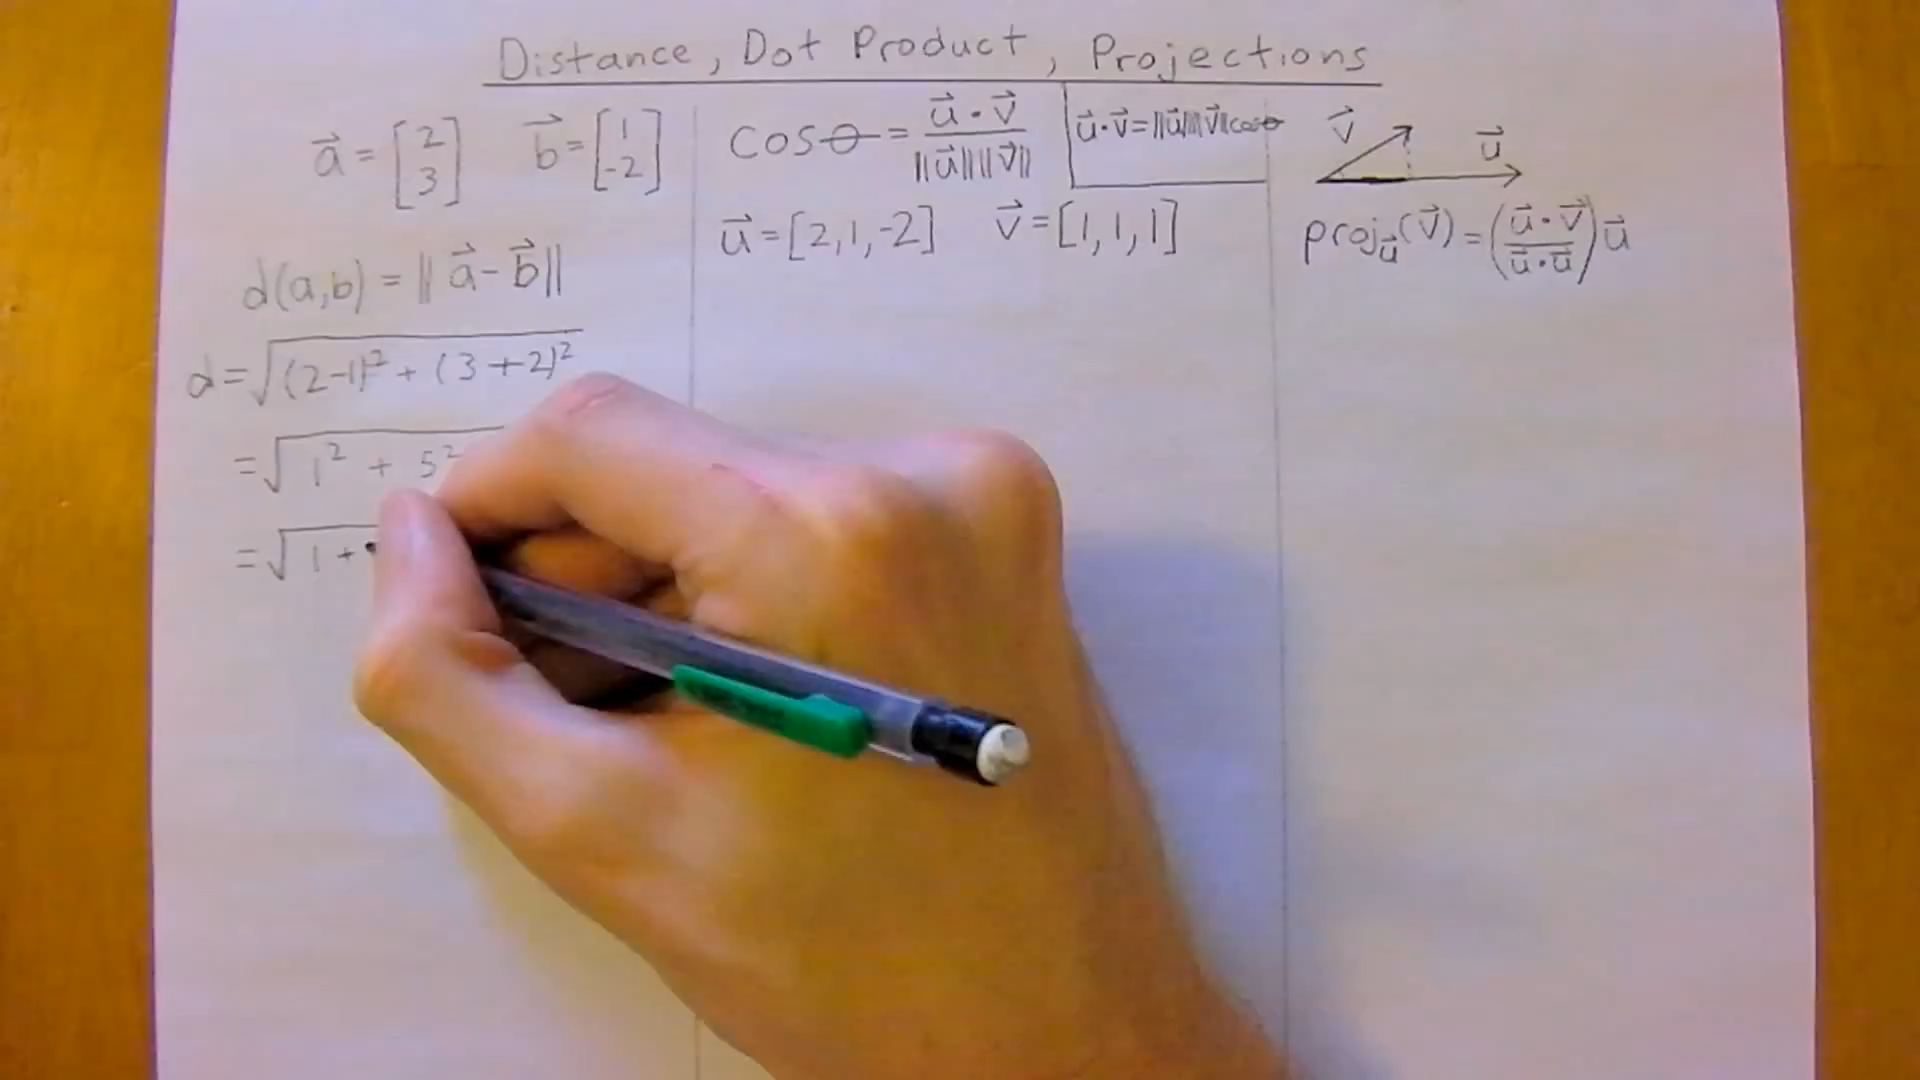 Distance, Dot Product, Projections
a⃗ = [2 3] b⃗ = [1 -2]
d(a,b) = ‖a⃗ - b⃗‖
d = √((2-1)² + (3+2)²)
= √(1² + 5²
= √(1 +
cos θ = u⃗ · v⃗ / ‖u⃗‖ ‖v⃗‖
u⃗ · v⃗ = ‖u⃗‖‖v⃗‖cos θ
u⃗ = [2, 1, -2] v⃗ = [1, 1, 1]
v⃗ u⃗
proj_u⃗(v⃗) = (u⃗ · v⃗ / u⃗ · u⃗) u⃗